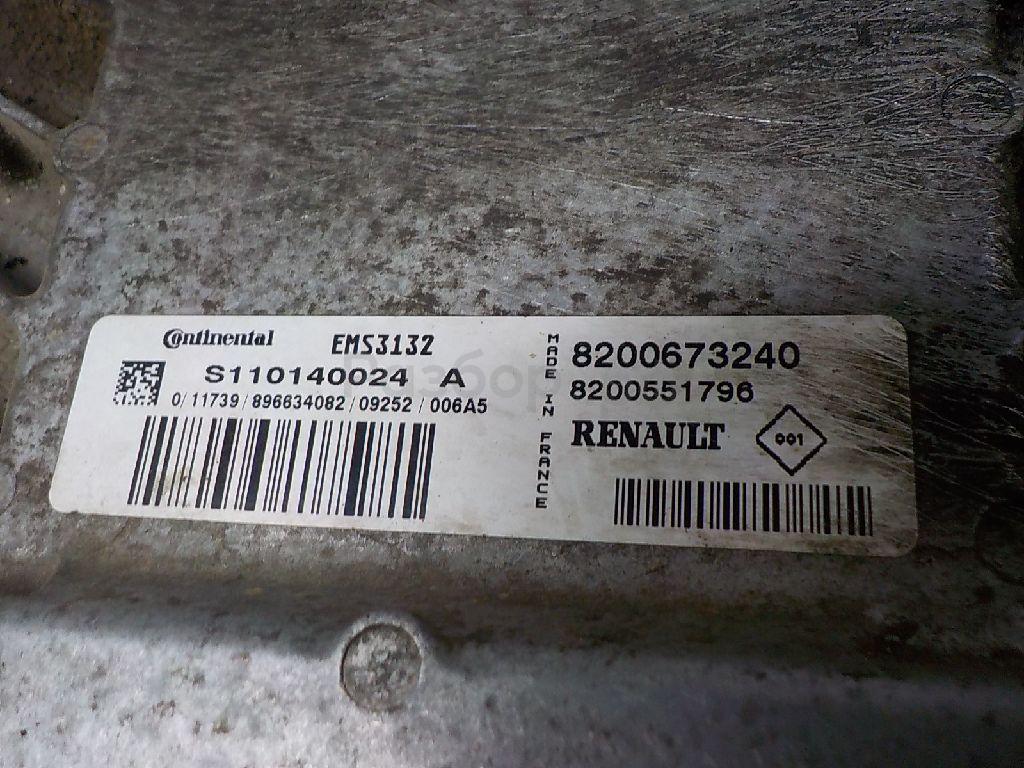 Continental EMS3132
S110140024 A
0/11739/896634082/09252/006A5
MADE IN FRANCE
8200673240
8200551796
RENAULT 001